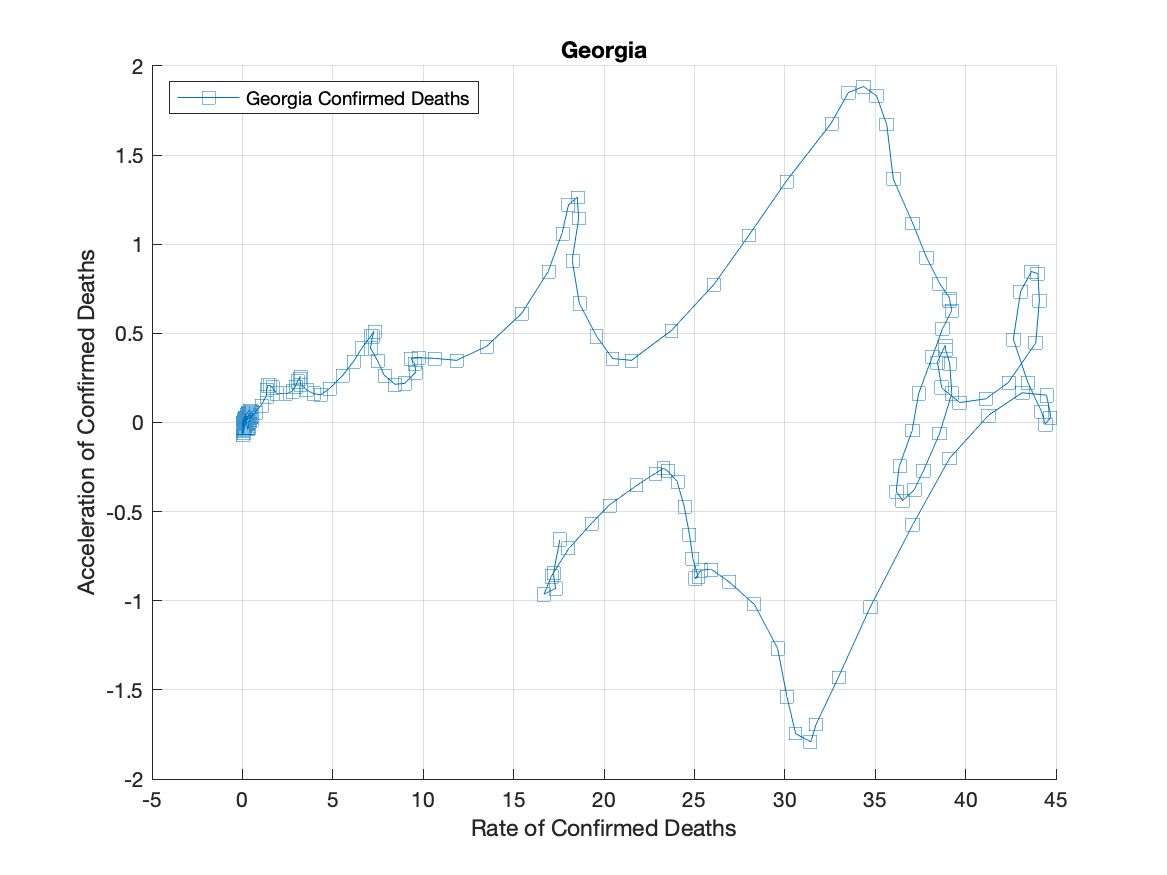 Georgia
Georgia Confirmed Deaths
2
1.5
1
0.5
0
-0.5
-1
-1.5
-2
Acceleration of Confirmed Deaths
-5 0 5 10 15 20 25 30 35 40 45
Rate of Confirmed Deaths